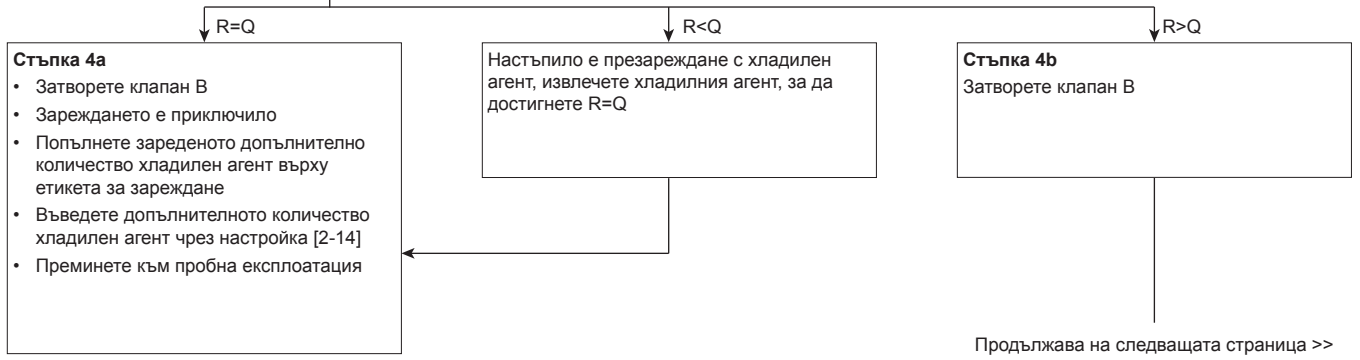 R=Q
R<Q
R>Q
Стъпка 4a
• Затворете клапан B
• Зареждането е приключило
• Попълнете зареденото допълнително
количество хладилен агент върху
етикета за зареждане
• Въведете допълнителното количество
хладилен агент чрез настройка [2-14]
• Преминете към пробна експлоатация
Настъпило е презареждане с хладилен
агент, извлечете хладилния агент, за да
достигнете R=Q
Стъпка 4b
Затворете клапан B
Продължава на следващата страница >>